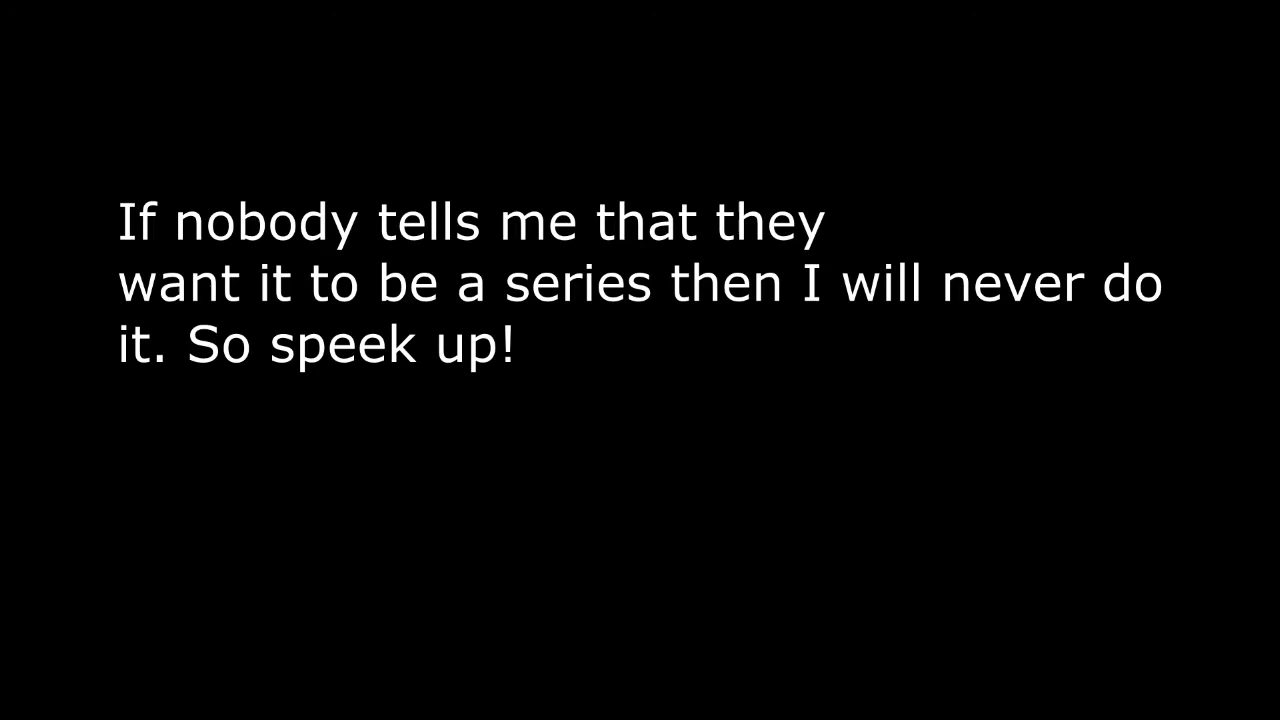 If nobody tells me that they
want it to be a series then I will never do
it. So speek up!